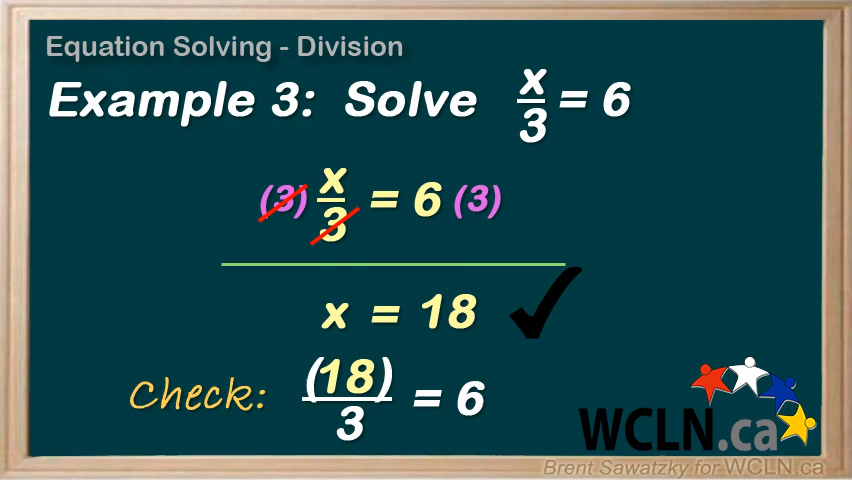 Equation Solving - Division
Example 3: Solve x/3 = 6
(3) x/3 = 6 (3)
x = 18
Check: (18)/3 = 6
WCLN.ca
Brent Sawatzky for WCLN.ca